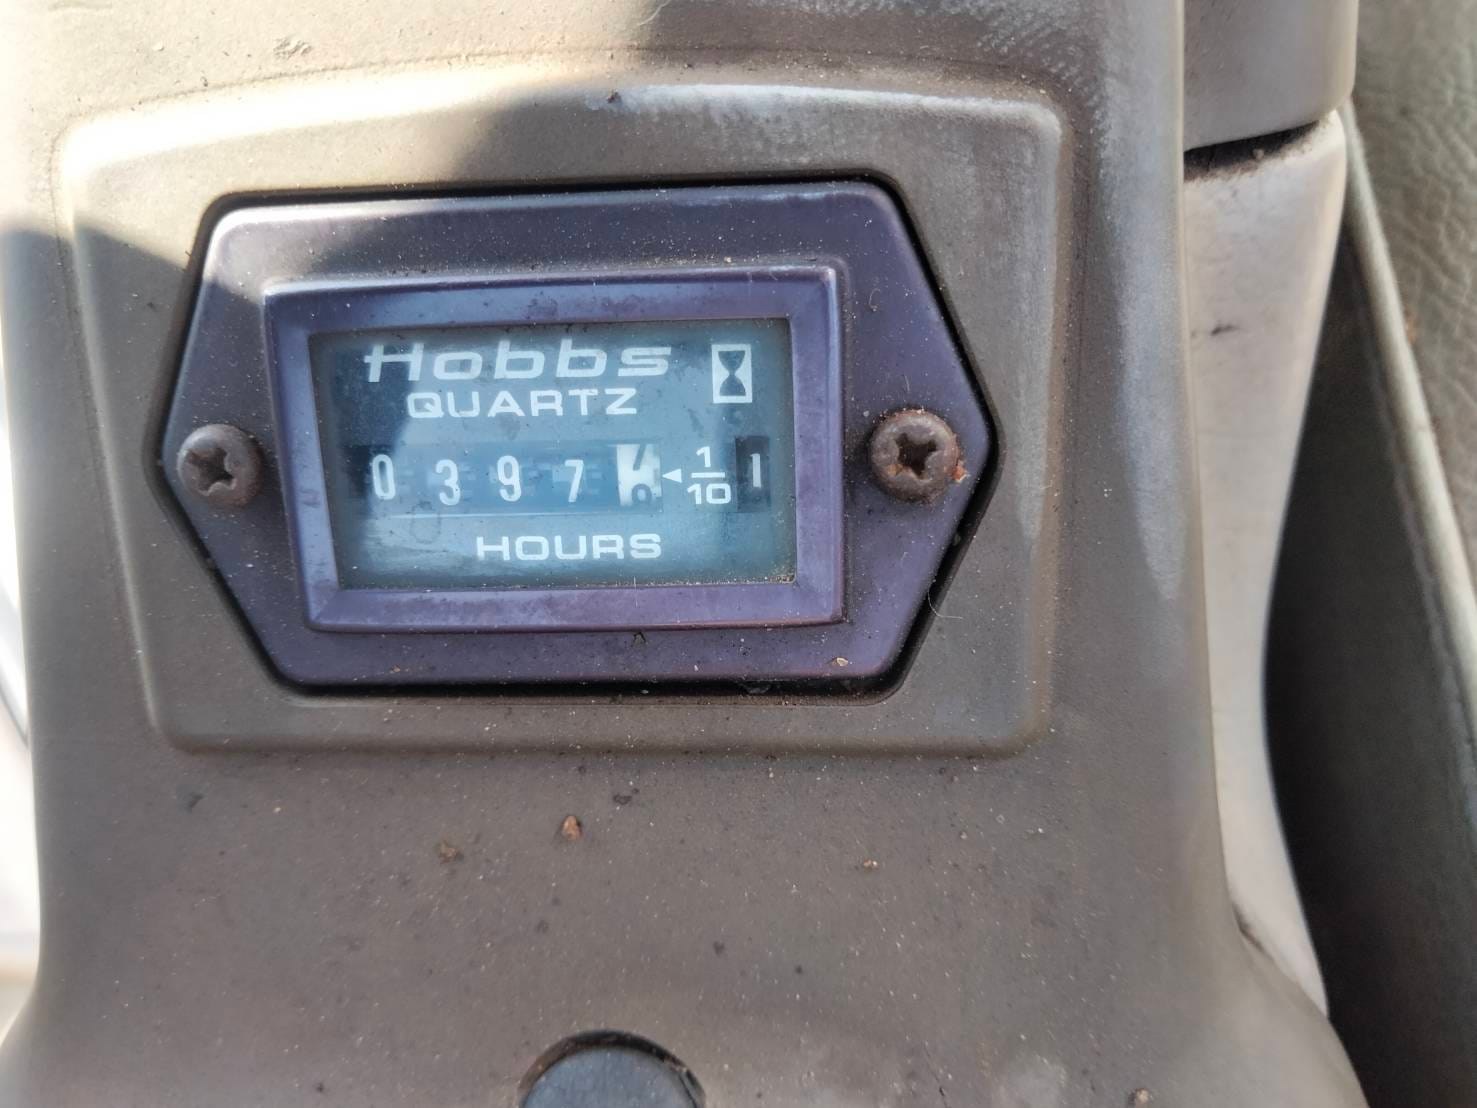 Hobbs
QUARTZ
0 3 9 7 ◄ 1/10
HOURS